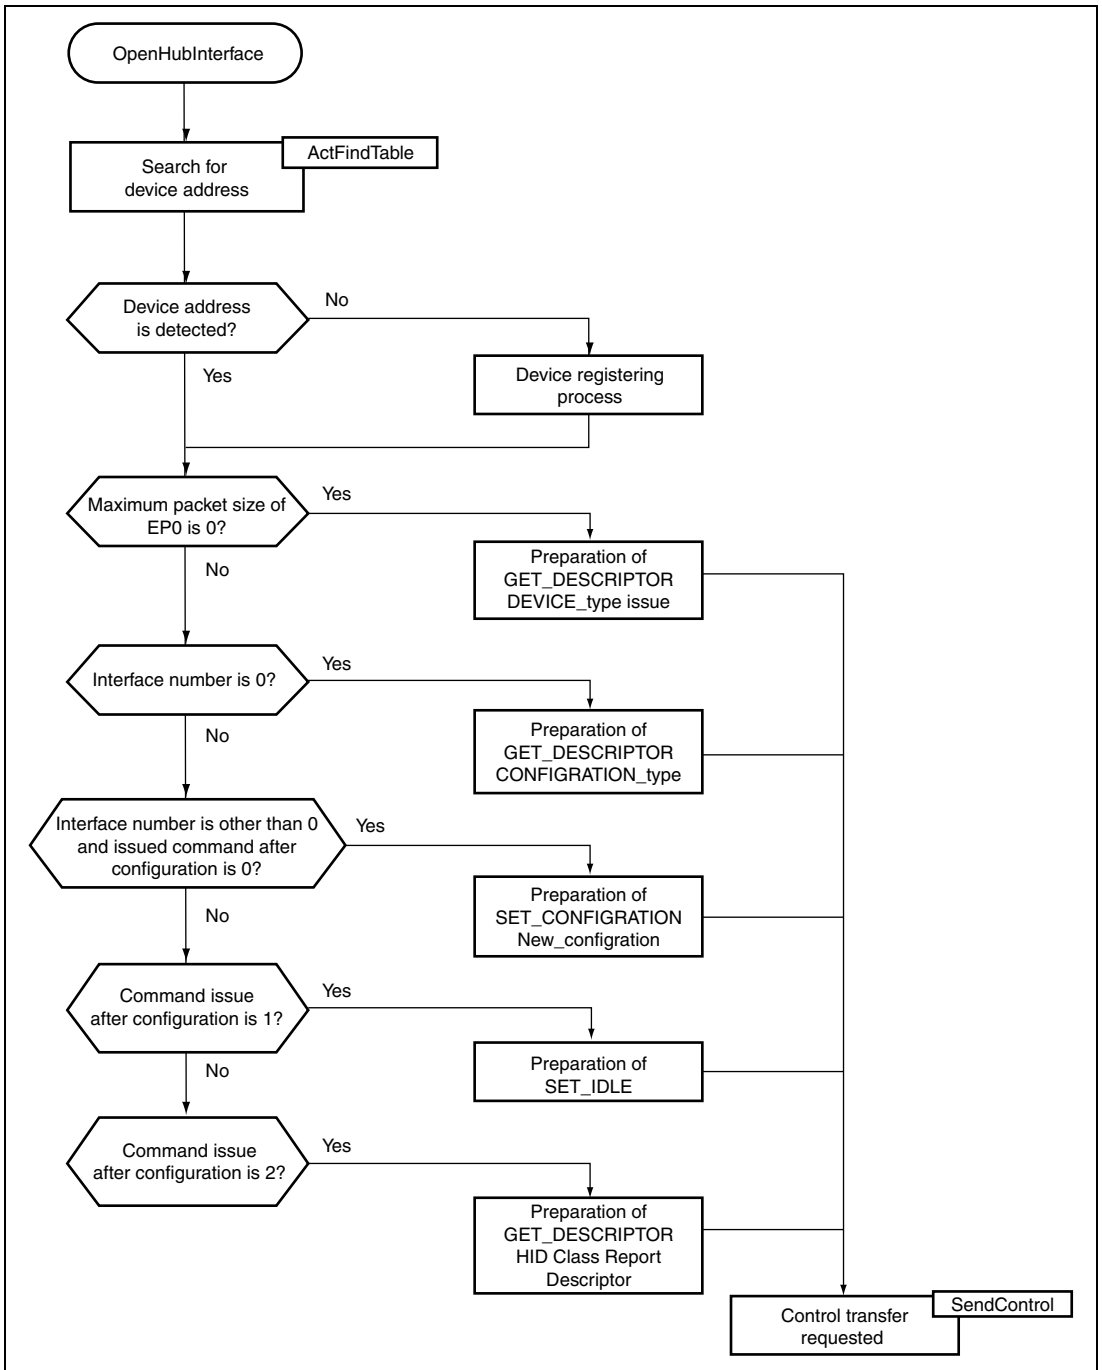 OpenHubInterface
ActFindTable
Search for
device address
Device address
is detected?
No
Yes
Device registering
process
Maximum packet size of
EP0 is 0?
Yes
No
Preparation of
GET_DESCRIPTOR
DEVICE_type issue
Interface number is 0?
Yes
No
Preparation of
GET_DESCRIPTOR
CONFIGRATION_type
Interface number is other than 0
and issued command after
configuration is 0?
Yes
No
Preparation of
SET_CONFIGRATION
New_configration
Command issue
after configuration is 1?
Yes
No
Preparation of
SET_IDLE
Command issue
after configuration is 2?
Yes
Preparation of
GET_DESCRIPTOR
HID Class Report
Descriptor
SendControl
Control transfer
requested